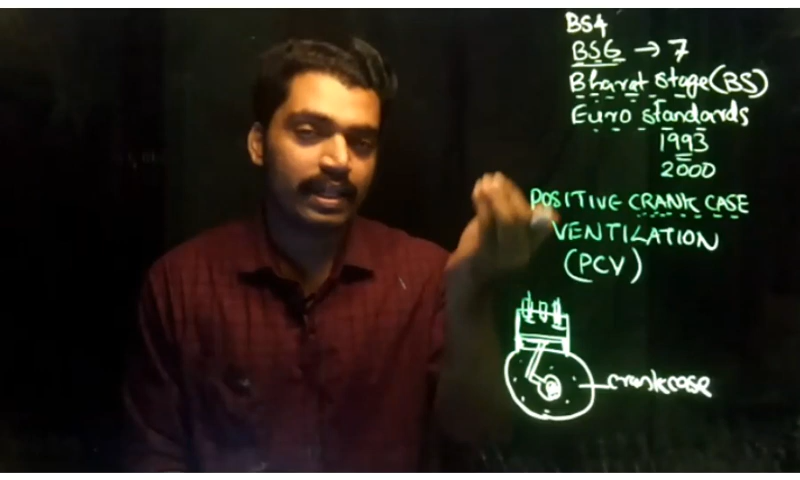 BS4
BS6 → 7
Bharat stage (BS)
Euro standards
1993
2000
POSITIVE CRANK CASE
VENTILATION
(PCV)
crankcase